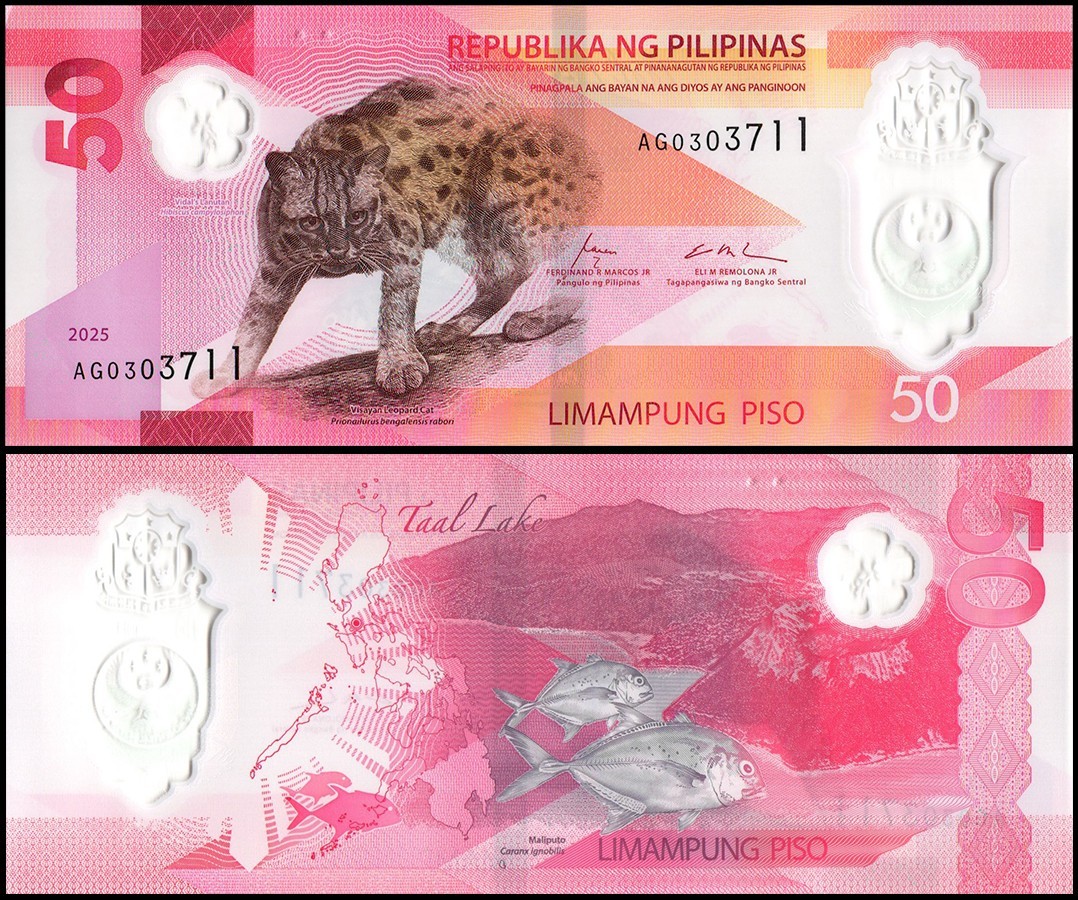 50
REPUBLIKA NG PILIPINAS
ANG SALAPING ITO AY BAYARIN NG BANGKO SENTRAL AT PINANANAGUTAN NG REPUBLIKA NG PILIPINAS
PINAGPALA ANG BAYAN NA ANG DIYOS AY ANG PANGINOON
AG0303711
Vidal's Lanutan
Hibiscus campylosiphon
FERDINAND R MARCOS JR
Pangulo ng Pilipinas
ELI M REMOLONA JR
Tagapangasiwa ng Bangko Sentral
2025
AG0303711
Visayan Leopard Cat
Prionailurus bengalensis rabori
LIMAMPUNG PISO
50
Taal Lake
50
Maliputo
Caranx ignobilis
LIMAMPUNG PISO